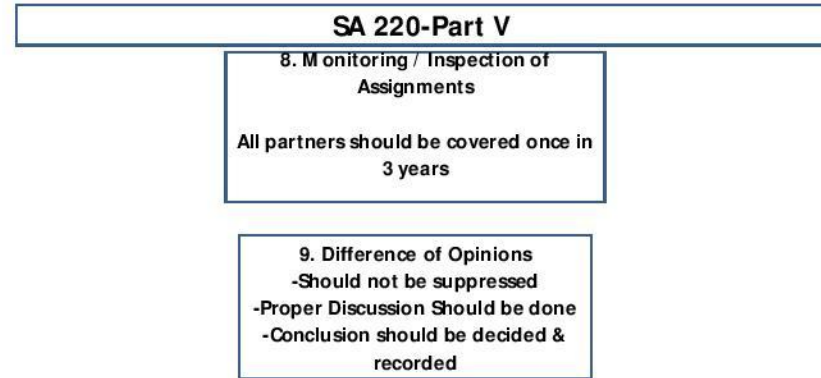 SA 220-Part V
8. Monitoring / Inspection of
Assignments
All partners should be covered once in
3 years
9. Difference of Opinions
-Should not be suppressed
-Proper Discussion Should be done
-Conclusion should be decided &
recorded